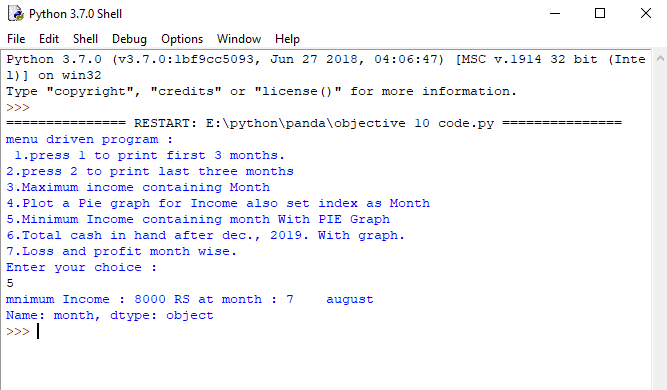 Python 3.7.0 Shell
File Edit Shell Debug Options Window Help
Python 3.7.0 (v3.7.0:1bf9cc5093, Jun 27 2018, 04:06:47) [MSC v.1914 32 bit (Inte
l)] on win32
Type "copyright", "credits" or "license()" for more information.
>>>
=============== RESTART: E:\python\panda\objective 10 code.py ===============
menu driven program :
 1.press 1 to print first 3 months.
2.press 2 to print last three months
3.Maximum income containing Month
4.Plot a Pie graph for Income also set index as Month
5.Minimum Income containing month With PIE Graph
6.Total cash in hand after dec., 2019. With graph.
7.Loss and profit month wise.
Enter your choice :
5
mnimum Income : 8000 RS at month : 7    august
Name: month, dtype: object
>>>